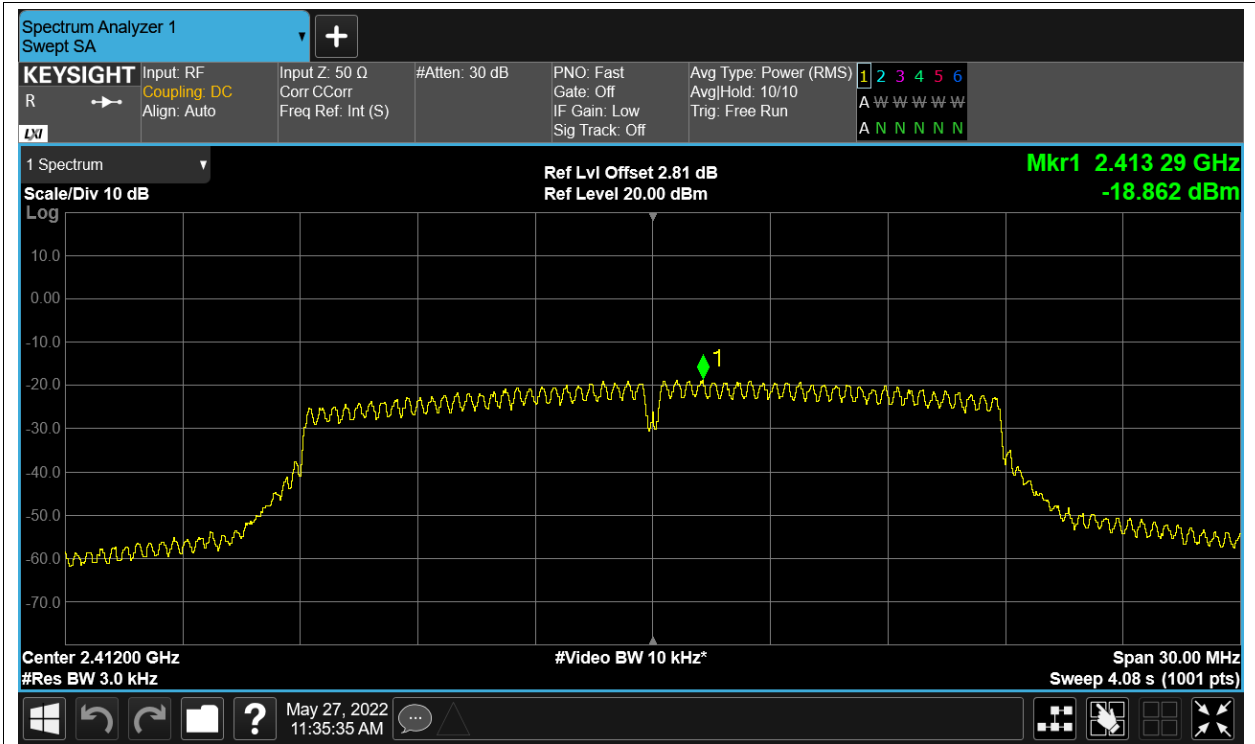 Spectrum Analyzer 1
Swept SA
KEYSIGHT
R
LXI
Input: RF
Coupling: DC
Align: Auto
Input Z: 50 Ω
Corr CCorr
Freq Ref: Int (S)
#Atten: 30 dB
PNO: Fast
Gate: Off
IF Gain: Low
Sig Track: Off
Avg Type: Power (RMS)
Avg|Hold: 10/10
Trig: Free Run
1 2 3 4 5 6
A W W W W W
A N N N N N
1 Spectrum
Scale/Div 10 dB
Ref Lvl Offset 2.81 dB
Ref Level 20.00 dBm
Mkr1 2.413 29 GHz
-18.862 dBm
Log
10.0
0.00
-10.0
-20.0
-30.0
-40.0
-50.0
-60.0
-70.0
1
Center 2.41200 GHz
#Res BW 3.0 kHz
#Video BW 10 kHz*
Span 30.00 MHz
Sweep 4.08 s (1001 pts)
?
May 27, 2022
11:35:35 AM